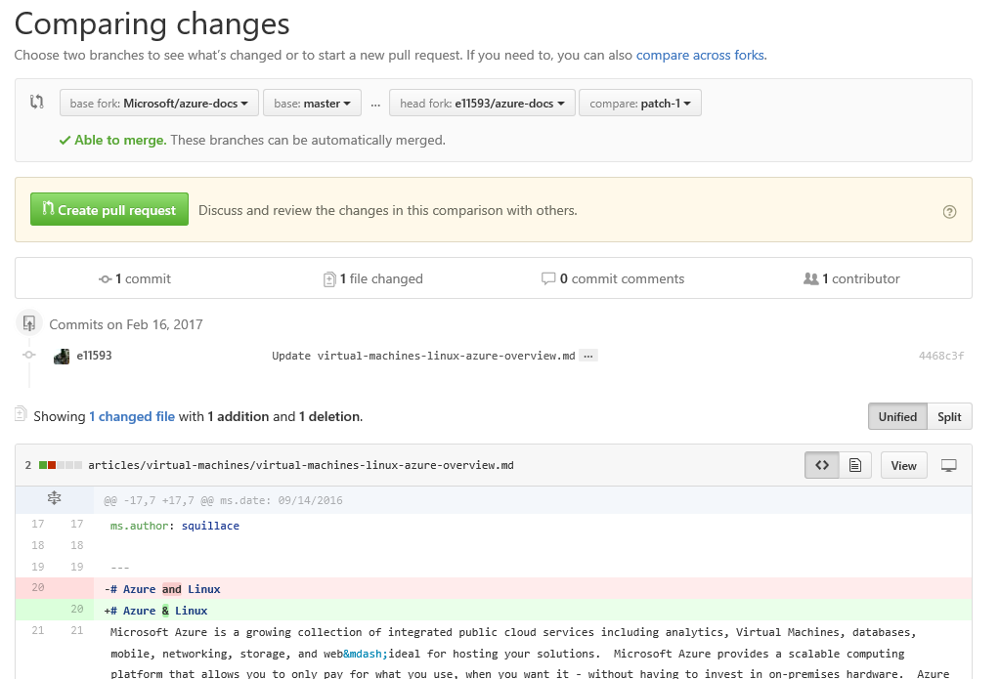 Comparing changes
Choose two branches to see what's changed or to start a new pull request. If you need to, you can also compare across forks.
base fork: Microsoft/azure-docs base: master ... head fork: e11593/azure-docs compare: patch-1
Able to merge. These branches can be automatically merged.
Create pull request Discuss and review the changes in this comparison with others. ?
1 commit 1 file changed 0 commit comments 1 contributor
Commits on Feb 16, 2017
e11593 Update virtual-machines-linux-azure-overview.md ... 4468c3f
Showing 1 changed file with 1 addition and 1 deletion. Unified Split
2 articles/virtual-machines/virtual-machines-linux-azure-overview.md <> View
@@ -17,7 +17,7 @@ ms.date: 09/14/2016
17 17 ms.author: squillace
18 18
19 19 ---
20 -# Azure and Linux
20 +# Azure & Linux
21 21 Microsoft Azure is a growing collection of integrated public cloud services including analytics, Virtual Machines, databases,
mobile, networking, storage, and web&mdash;ideal for hosting your solutions.  Microsoft Azure provides a scalable computing
platform that allows you to only pay for what you use, when you want it - without having to invest in on-premises hardware.  Azure